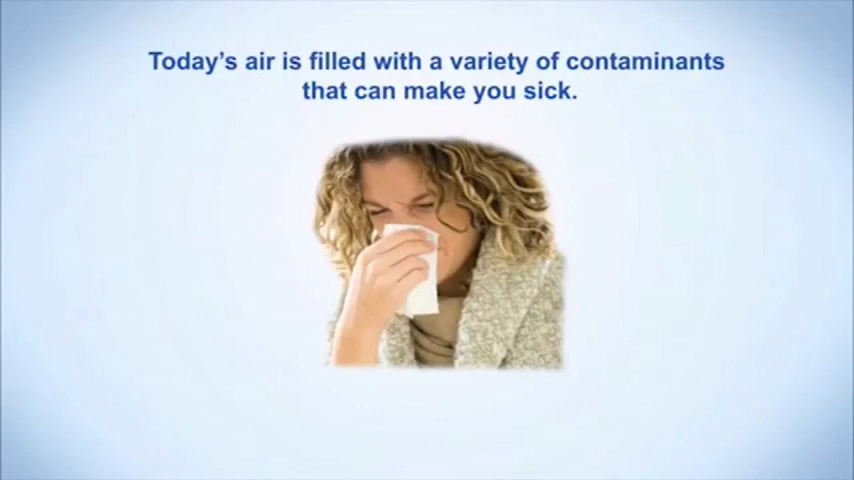 Today's air is filled with a variety of contaminants
that can make you sick.